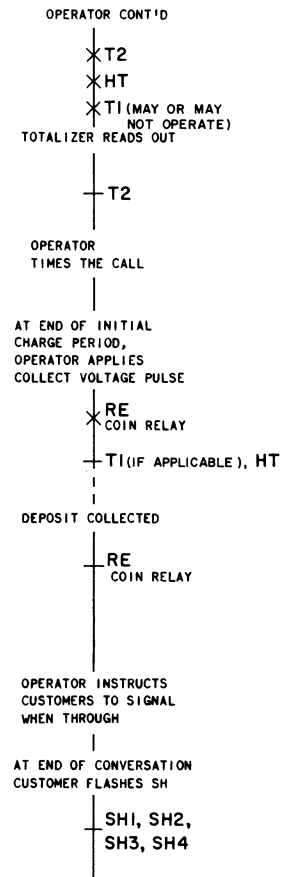 OPERATOR CONT'D
T2
HT
T1 (MAY OR MAY
NOT OPERATE)
TOTALIZER READS OUT
T2
OPERATOR
TIMES THE CALL
AT END OF INITIAL
CHARGE PERIOD,
OPERATOR APPLIES
COLLECT VOLTAGE PULSE
RE
COIN RELAY
T1 (IF APPLICABLE), HT
DEPOSIT COLLECTED
RE
COIN RELAY
OPERATOR INSTRUCTS
CUSTOMERS TO SIGNAL
WHEN THROUGH
AT END OF CONVERSATION
CUSTOMER FLASHES SH
SH1, SH2,
SH3, SH4